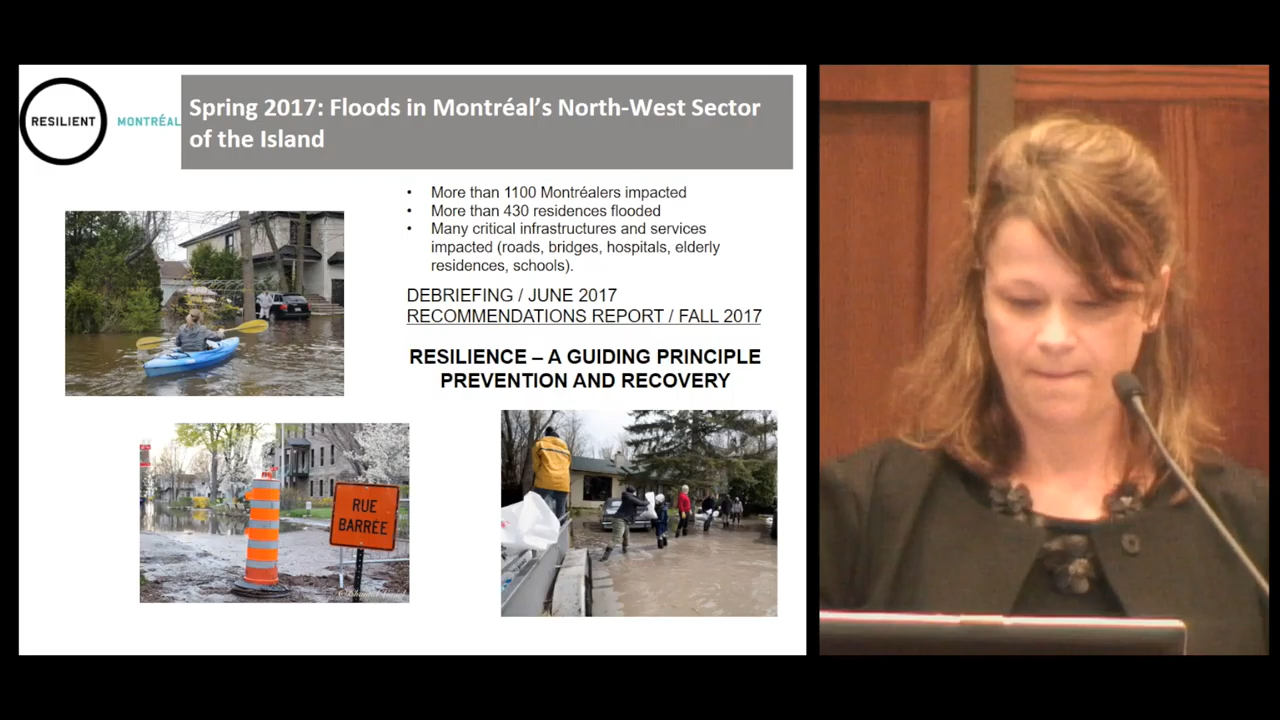 RESILIENT
MONTRÉAL
Spring 2017: Floods in Montréal's North-West Sector
of the Island
• More than 1100 Montréalers impacted
• More than 430 residences flooded
• Many critical infrastructures and services
impacted (roads, bridges, hospitals, elderly
residences, schools).
DEBRIEFING / JUNE 2017
RECOMMENDATIONS REPORT / FALL 2017
RESILIENCE – A GUIDING PRINCIPLE
PREVENTION AND RECOVERY
RUE
BARRÉE